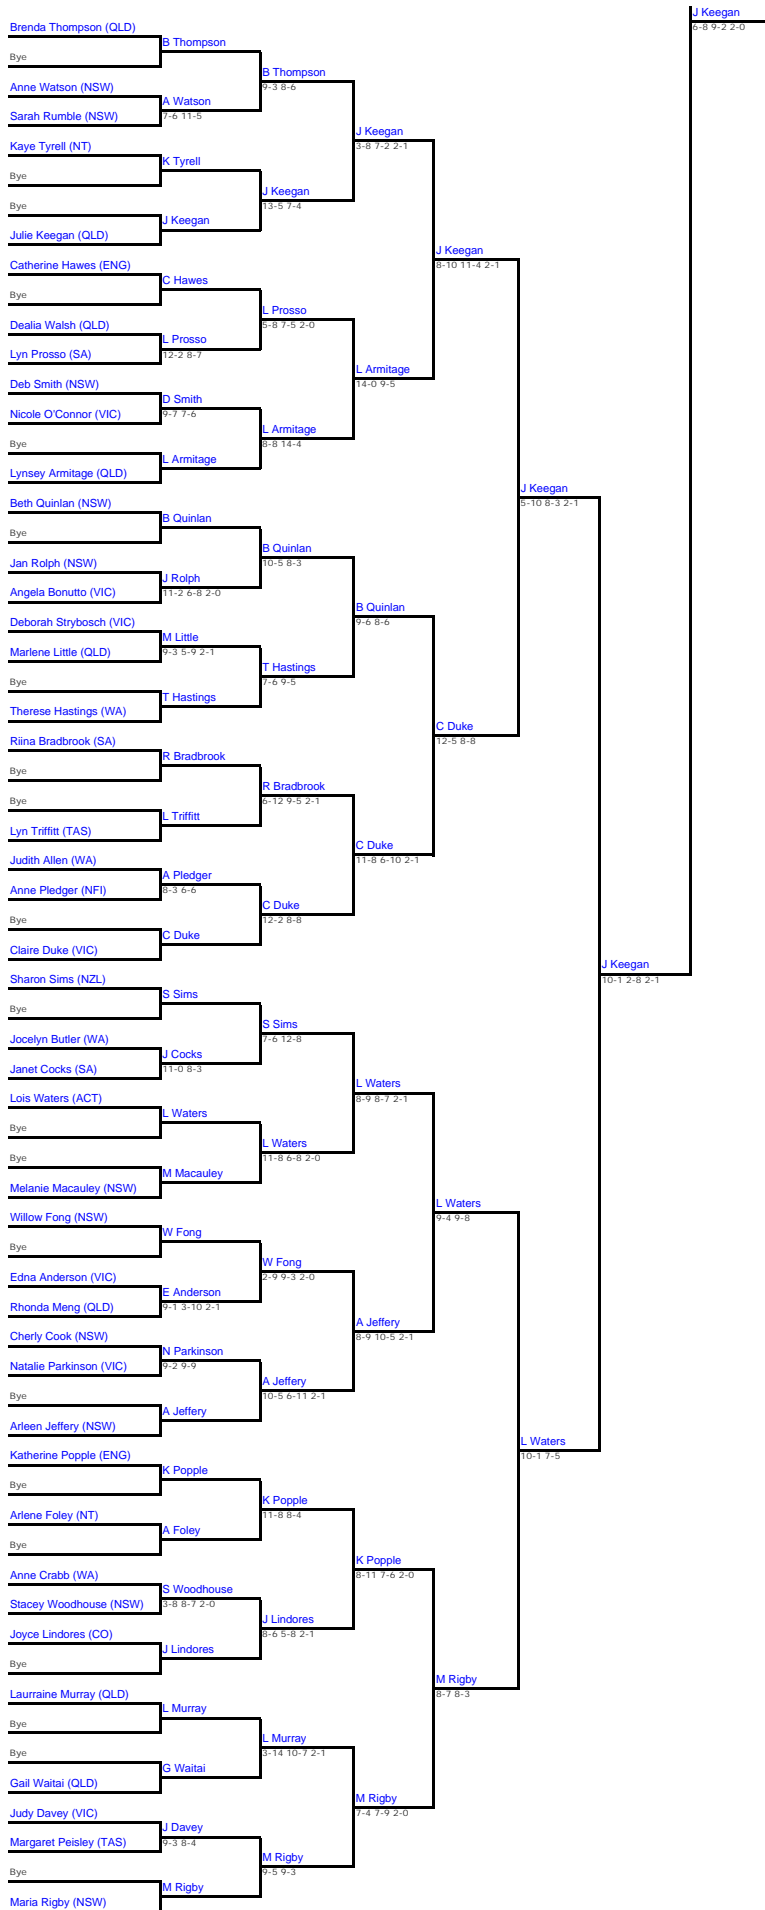 J Keegan
6-8 9-2 2-0
Brenda Thompson (QLD)
B Thompson
Bye
B Thompson
9-3 8-6
Anne Watson (NSW)
A Watson
7-6 11-5
Sarah Rumble (NSW)
J Keegan
3-8 7-2 2-1
Kaye Tyrell (NT)
K Tyrell
Bye
J Keegan
13-5 7-4
Bye
J Keegan
Julie Keegan (QLD)
J Keegan
8-10 11-4 2-1
Catherine Hawes (ENG)
C Hawes
Bye
L Prosso
5-8 7-5 2-0
Dealia Walsh (QLD)
L Prosso
12-2 8-7
Lyn Prosso (SA)
L Armitage
14-0 9-5
Deb Smith (NSW)
D Smith
9-7 7-6
Nicole O'Connor (VIC)
L Armitage
8-8 14-4
Bye
L Armitage
Lynsey Armitage (QLD)
J Keegan
5-10 8-3 2-1
Beth Quinlan (NSW)
B Quinlan
Bye
B Quinlan
10-5 8-3
Jan Rolph (NSW)
J Rolph
11-2 6-8 2-0
Angela Bonutto (VIC)
B Quinlan
9-6 8-6
Deborah Strybosch (VIC)
M Little
9-3 5-9 2-1
Marlene Little (QLD)
T Hastings
7-6 9-5
Bye
T Hastings
Therese Hastings (WA)
C Duke
12-5 8-8
Riina Bradbrook (SA)
R Bradbrook
Bye
R Bradbrook
6-12 9-5 2-1
Bye
L Triffitt
Lyn Triffitt (TAS)
C Duke
11-8 6-10 2-1
Judith Allen (WA)
A Pledger
8-3 6-6
Anne Pledger (NFI)
C Duke
12-2 8-8
Bye
C Duke
Claire Duke (VIC)
J Keegan
10-1 2-8 2-1
Sharon Sims (NZL)
S Sims
Bye
S Sims
7-6 12-8
Jocelyn Butler (WA)
J Cocks
11-0 8-3
Janet Cocks (SA)
L Waters
8-9 8-7 2-1
Lois Waters (ACT)
L Waters
Bye
L Waters
11-8 6-8 2-0
Bye
M Macauley
Melanie Macauley (NSW)
L Waters
9-4 9-8
Willow Fong (NSW)
W Fong
Bye
W Fong
2-9 9-3 2-0
Edna Anderson (VIC)
E Anderson
9-1 3-10 2-1
Rhonda Meng (QLD)
A Jeffery
8-9 10-5 2-1
Cherly Cook (NSW)
N Parkinson
9-2 9-9
Natalie Parkinson (VIC)
A Jeffery
10-5 6-11 2-1
Bye
A Jeffery
Arleen Jeffery (NSW)
L Waters
10-1 7-5
Katherine Popple (ENG)
K Popple
Bye
K Popple
11-8 8-4
Arlene Foley (NT)
A Foley
Bye
K Popple
8-11 7-6 2-0
Anne Crabb (WA)
S Woodhouse
3-8 8-7 2-0
Stacey Woodhouse (NSW)
J Lindores
8-6 5-8 2-1
Joyce Lindores (CO)
J Lindores
Bye
M Rigby
8-7 8-3
Laurraine Murray (QLD)
L Murray
Bye
L Murray
3-14 10-7 2-1
Bye
G Waitai
Gail Waitai (QLD)
M Rigby
7-4 7-9 2-0
Judy Davey (VIC)
J Davey
9-3 8-4
Margaret Peisley (TAS)
M Rigby
9-5 9-3
Bye
M Rigby
Maria Rigby (NSW)